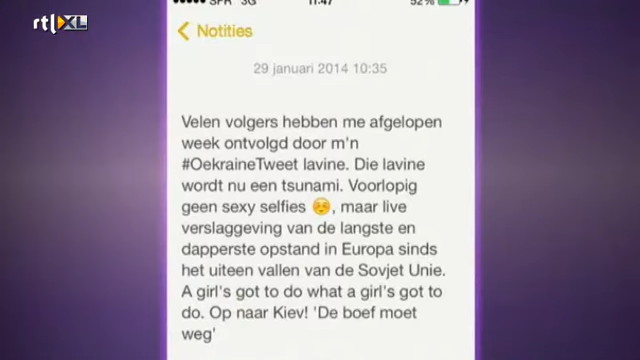 rtl XL
SFR 3G 11:47 52%
Notities
29 januari 2014 10:35
Velen volgers hebben me afgelopen
week ontvolgd door m'n
#OekraineTweet lavine. Die lavine
wordt nu een tsunami. Voorlopig
geen sexy selfies ☺️, maar live
verslaggeving van de langste en
dapperste opstand in Europa sinds
het uiteen vallen van de Sovjet Unie.
A girl's got to do what a girl's got to
do. Op naar Kiev! 'De boef moet
weg'